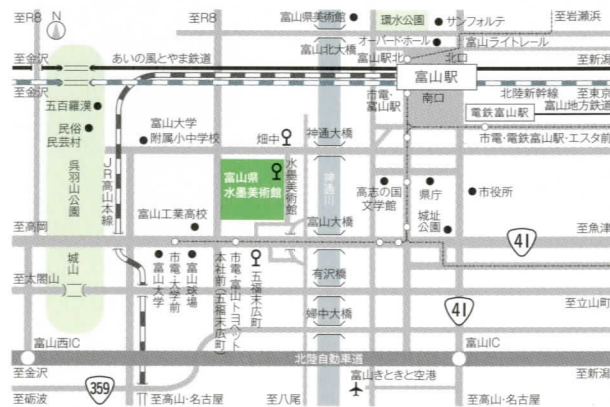 至R8
至R8
富山県美術館
環水公園
サンフォルテ
至岩瀬浜
N
オーバード・ホール
富山北大橋
富山駅北
北口
富山ライトレール
至金沢
あいの風とやま鉄道
富山駅
至新潟
至金沢
市電・富山駅
南口
北陸新幹線
至東京
電鉄富山駅
富山地方鉄道
五百羅漢
民俗民芸村
富山大学
附属小中学校
畑中
神通大橋
市電・電鉄富山駅・エスタ前
呉羽山公園
JR高山本線
富山県
水墨美術館
水墨美術館
神通川
高志の国
文学館
県庁
市役所
城址
公園
富山工業高校
富山大橋
至高岡
41
至魚津
城山
富山大学
市電・大学前
富山球場
市電・富山トヨペット
本社前(五福末広町)
五福末広町
有沢橋
至太閤山
41
至立山町
婦中大橋
富山西IC
北陸自動車道
富山IC
至金沢
359
富山きときと空港
至新潟
至砺波
至高山・名古屋
至八尾
至高山・名古屋